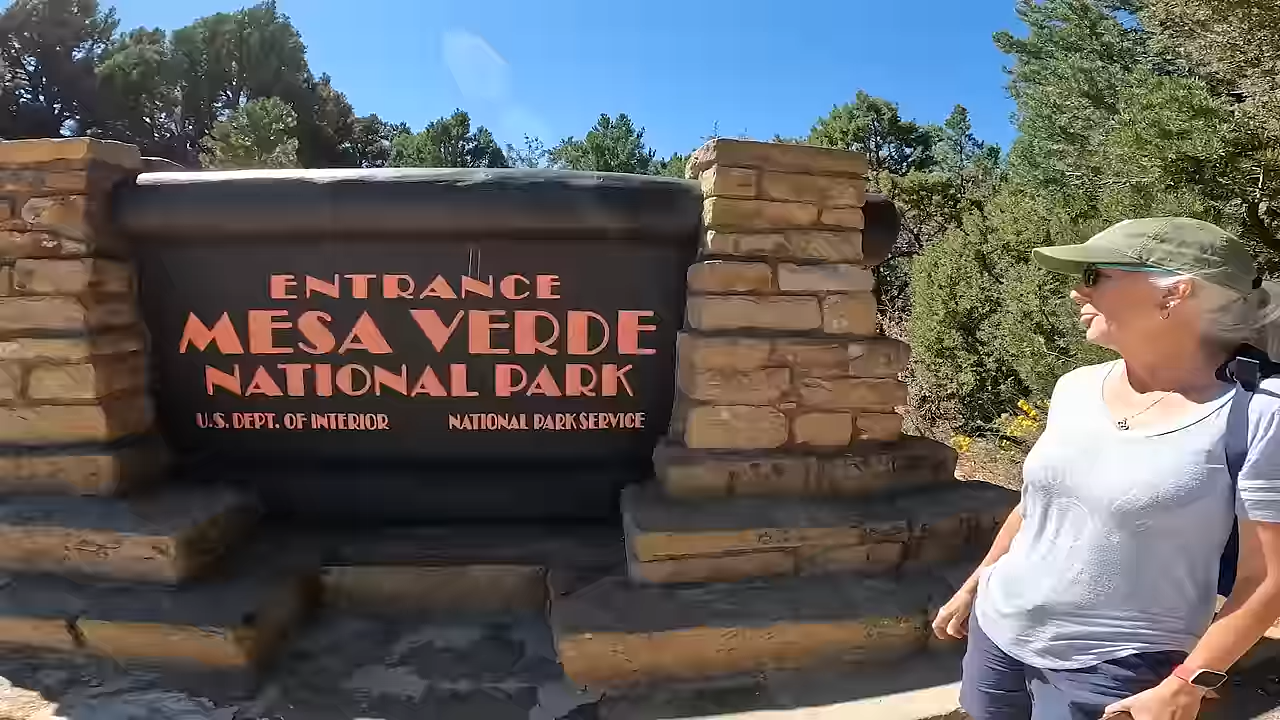 ENTRANCE
MESA VERDE
NATIONAL PARK
U.S. DEPT. OF INTERIOR NATIONAL PARK SERVICE